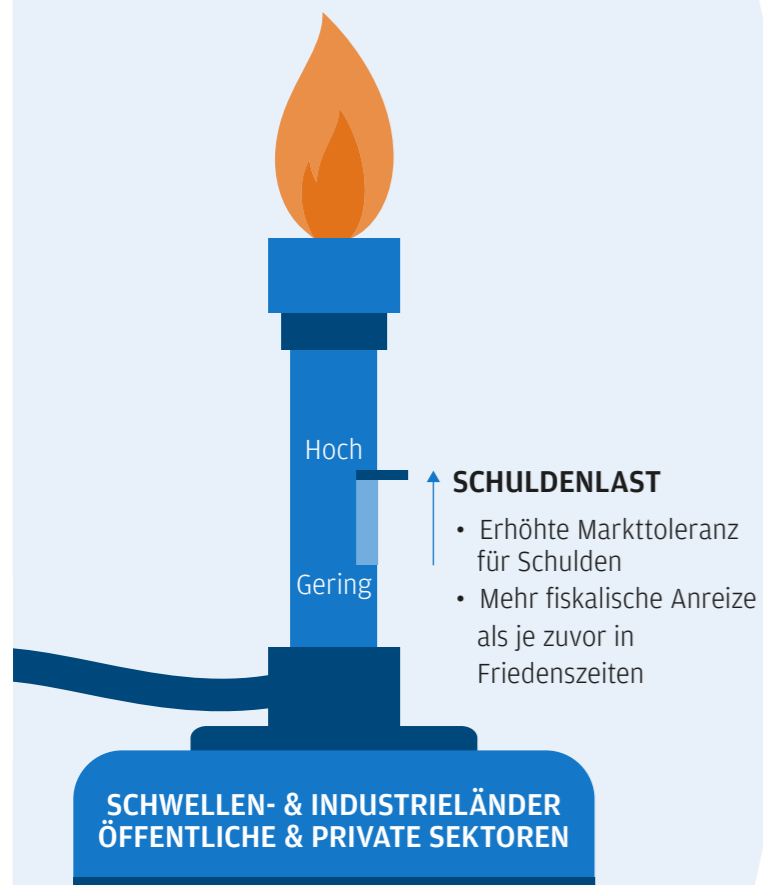 Hoch
Gering
SCHULDENLAST
• Erhöhte Markttoleranz
für Schulden
• Mehr fiskalische Anreize
als je zuvor in
Friedenszeiten
SCHWELLEN- & INDUSTRIELÄNDER
ÖFFENTLICHE & PRIVATE SEKTOREN